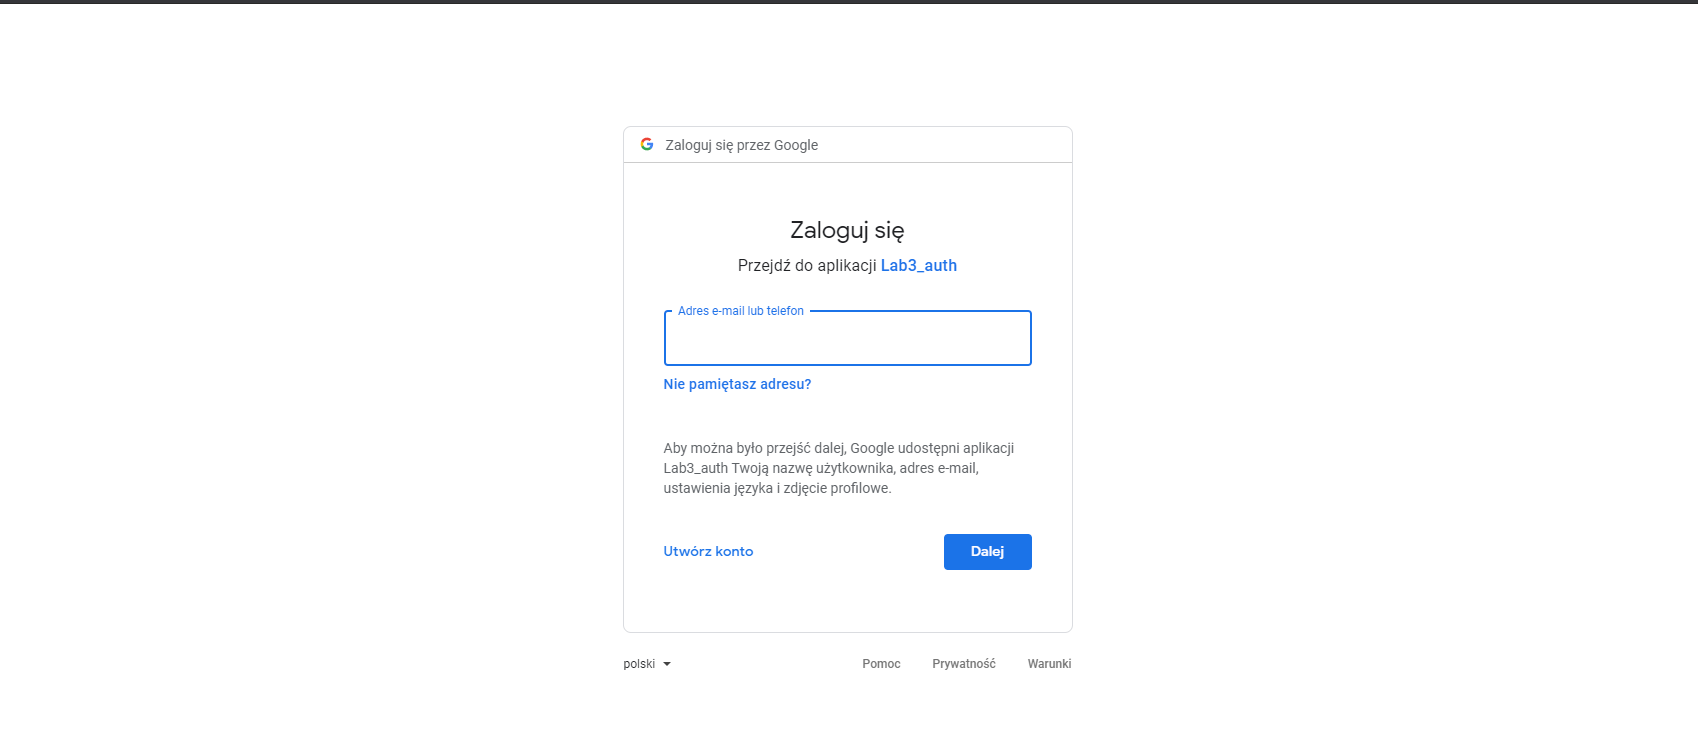 Zaloguj się przez Google
Zaloguj się
Przejdź do aplikacji Lab3_auth
Adres e-mail lub telefon
Nie pamiętasz adresu?
Aby można było przejść dalej, Google udostępni aplikacji
Lab3_auth Twoją nazwę użytkownika, adres e-mail,
ustawienia języka i zdjęcie profilowe.
Utwórz konto
Dalej
polski
Pomoc
Prywatność
Warunki